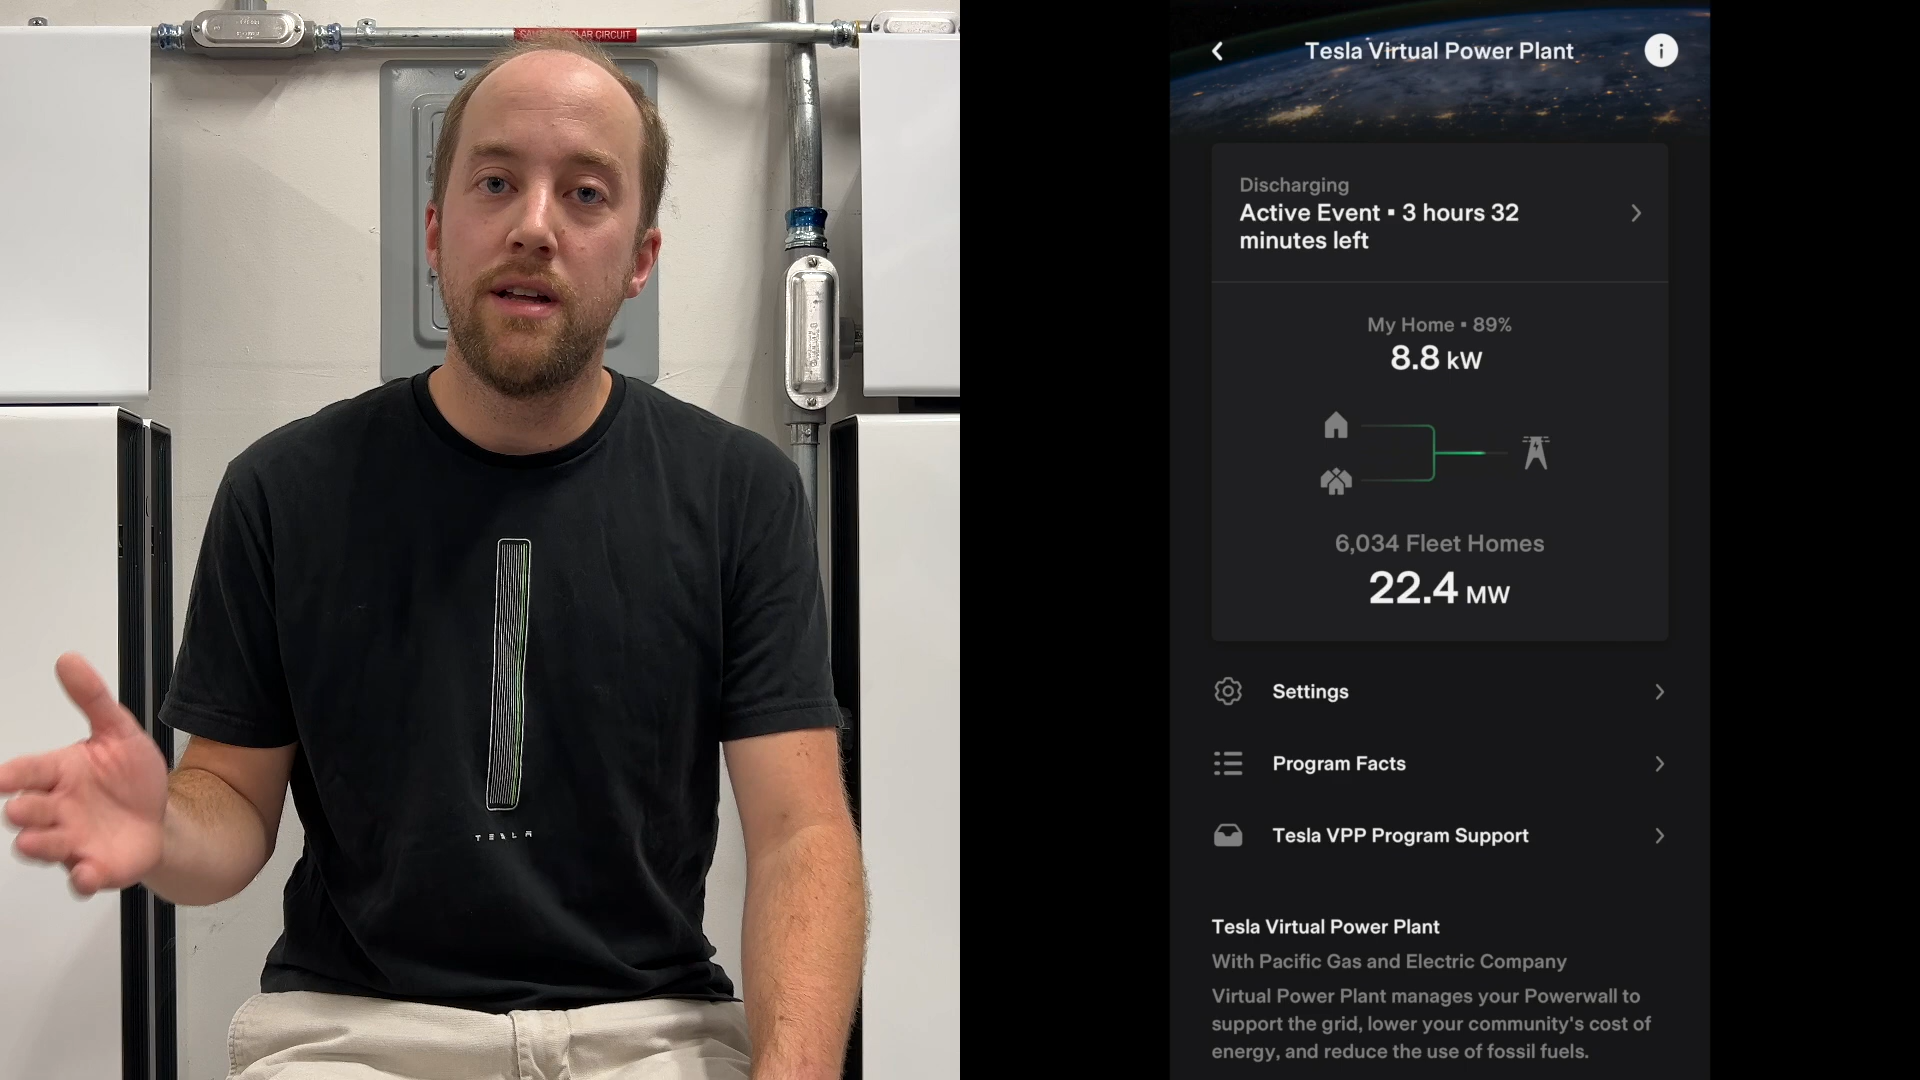 SOLAR CIRCUIT
TESLA
Tesla Virtual Power Plant
Discharging
Active Event ▪ 3 hours 32
minutes left
My Home ▪ 89%
8.8 kW
6,034 Fleet Homes
22.4 MW
Settings
Program Facts
Tesla VPP Program Support
Tesla Virtual Power Plant
With Pacific Gas and Electric Company
Virtual Power Plant manages your Powerwall to
support the grid, lower your community's cost of
energy, and reduce the use of fossil fuels.